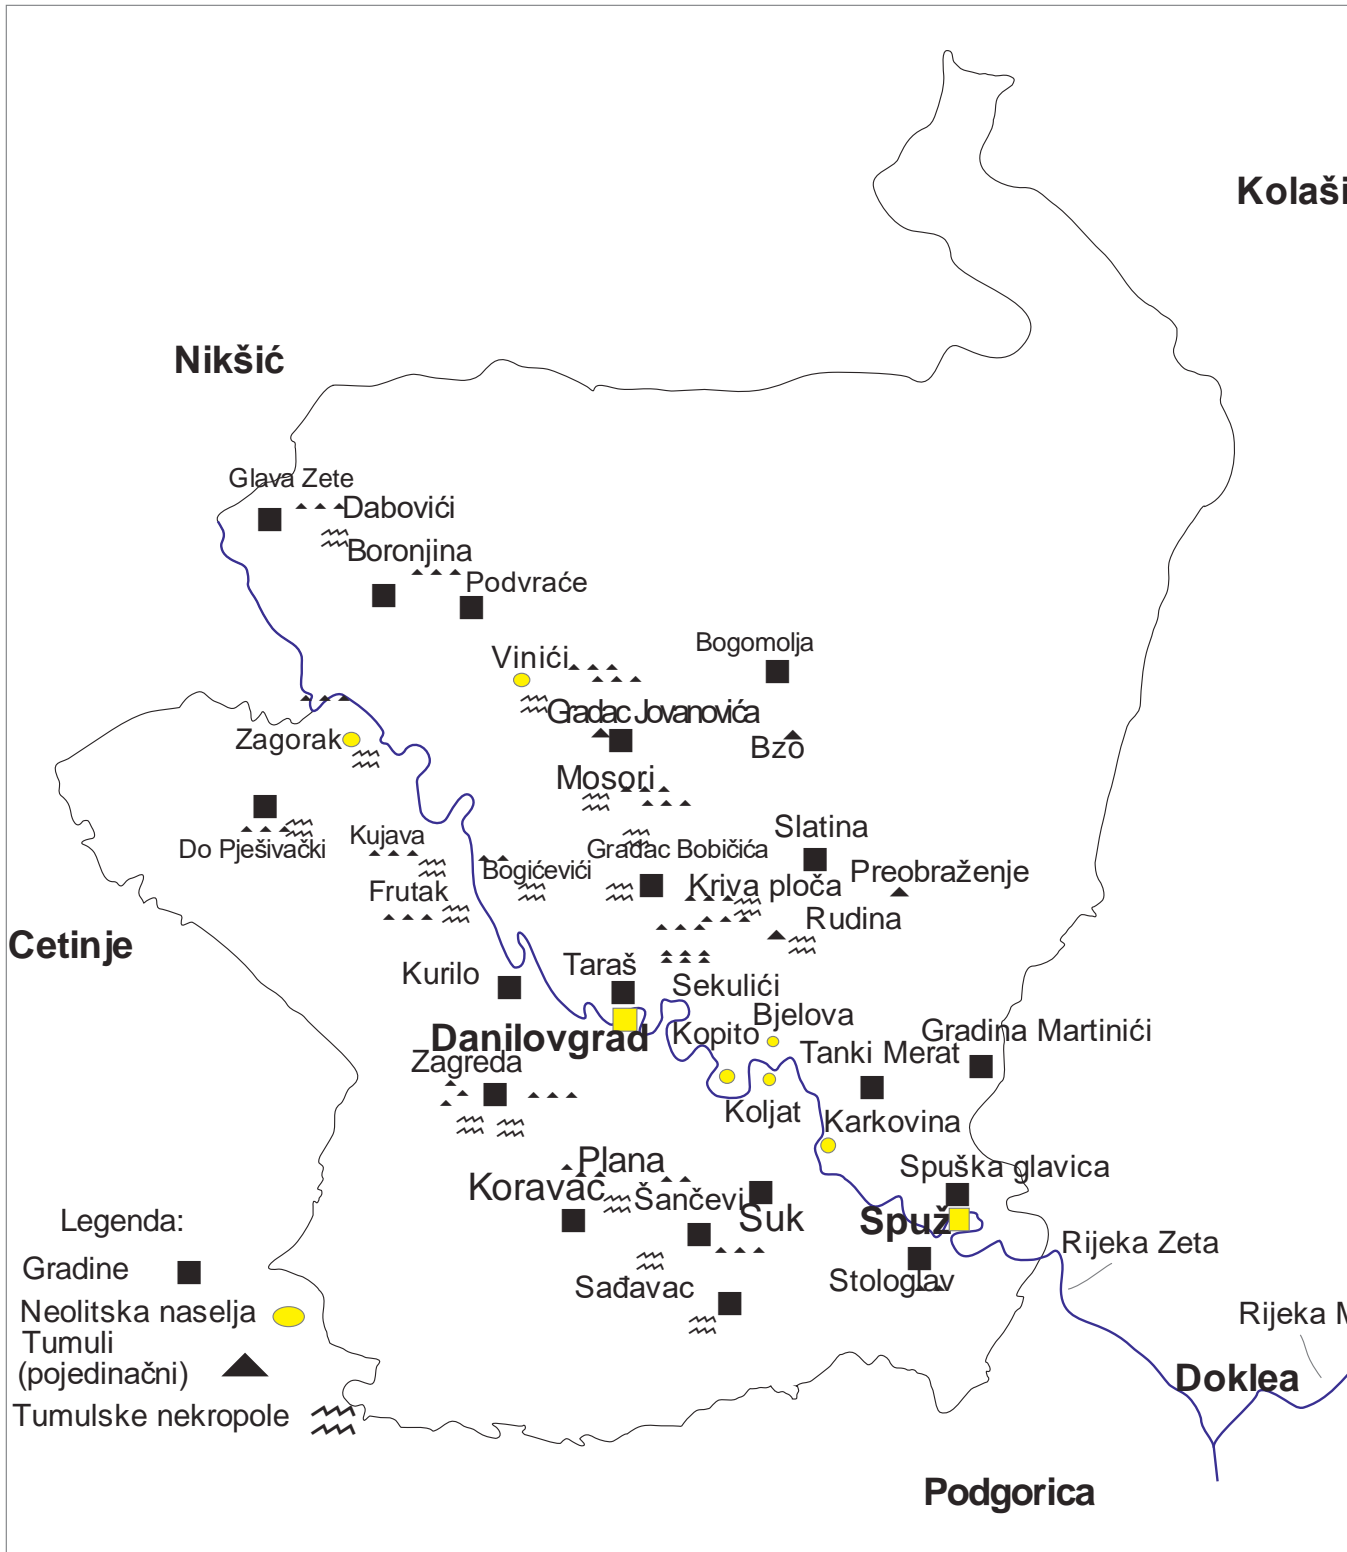 Kolaši
Nikšić
Glava Zete
Dabovići
Boronjina
Podvraće
Bogomolja
Vinići
Gradac Jovanovića
Zagorak
Bzo
Mosori
Slatina
Kujava
Do Pješivački
Gradac Bobičića
Bogićevići
Preobraženje
Frutak
Kriva ploča
Rudina
Cetinje
Kurilo
Taraš
Sekulići
Bjelova
Kopito
Gradina Martinići
Danilovgrad
Tanki Merat
Zagreda
Koljat
Karkovina
Plana
Spuška glavica
Koravac
Šančevi
Suk
Spuž
Legenda:
Rijeka Zeta
Gradine
Stologlav
Sađavac
Neolitska naselja
Rijeka M
Tumuli
(pojedinačni)
Doklea
Tumulske nekropole
Podgorica